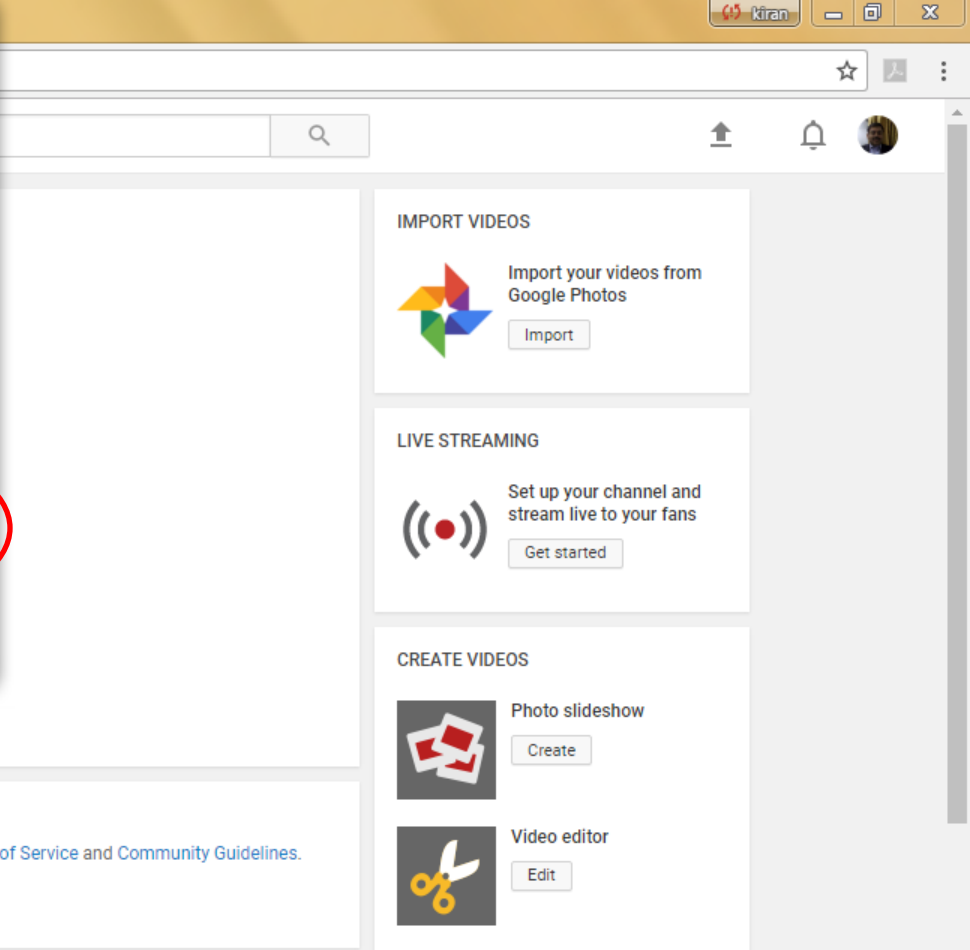 kiran
IMPORT VIDEOS
Import your videos from
Google Photos
Import
LIVE STREAMING
Set up your channel and
stream live to your fans
Get started
CREATE VIDEOS
Photo slideshow
Create
Video editor
Edit
of Service and Community Guidelines.